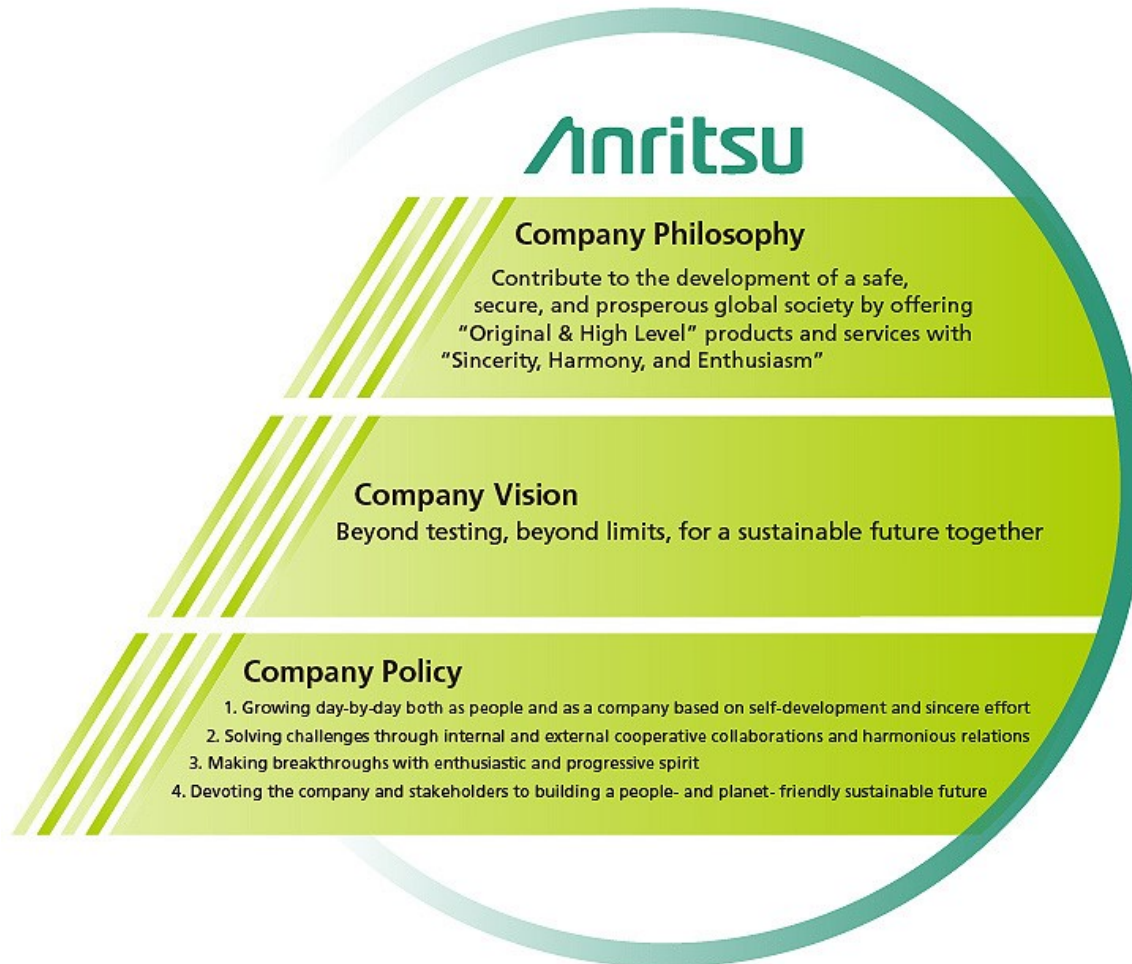 Anritsu
Company Philosophy
Contribute to the development of a safe,
secure, and prosperous global society by offering
“Original & High Level” products and services with
“Sincerity, Harmony, and Enthusiasm”
Company Vision
Beyond testing, beyond limits, for a sustainable future together
Company Policy
1. Growing day-by-day both as people and as a company based on self-development and sincere effort
2. Solving challenges through internal and external cooperative collaborations and harmonious relations
3. Making breakthroughs with enthusiastic and progressive spirit
4. Devoting the company and stakeholders to building a people- and planet- friendly sustainable future